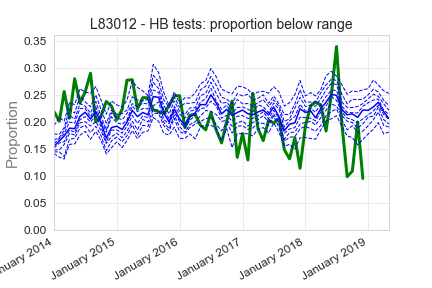 L83012 - HB tests: proportion below range
Proportion
0.35
0.30
0.25
0.20
0.15
0.10
0.05
0.00
2014
January 2015
January 2016
January 2017
January 2018
January 2019